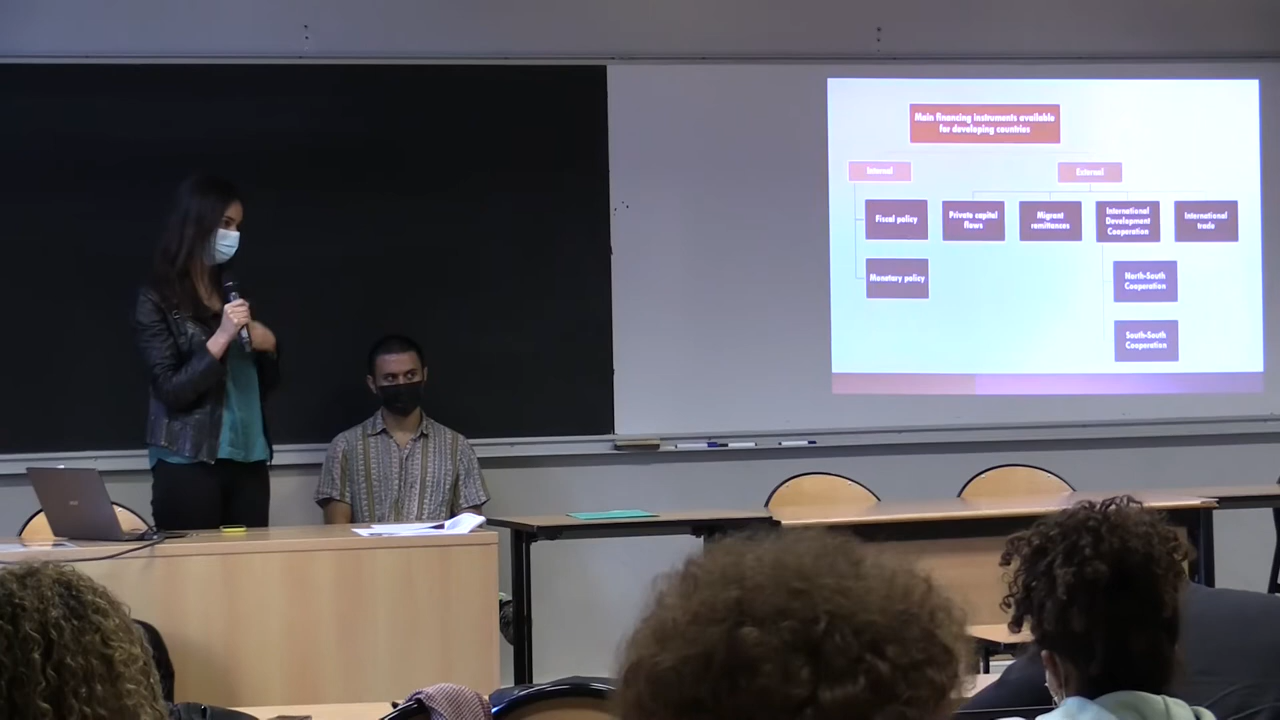 Main financing instruments available
for developing countries
Internal
External
Fiscal policy
Private capital
flows
Migrant
remittances
International
Development
Cooperation
International
trade
Monetary policy
North-South
Cooperation
South-South
Cooperation